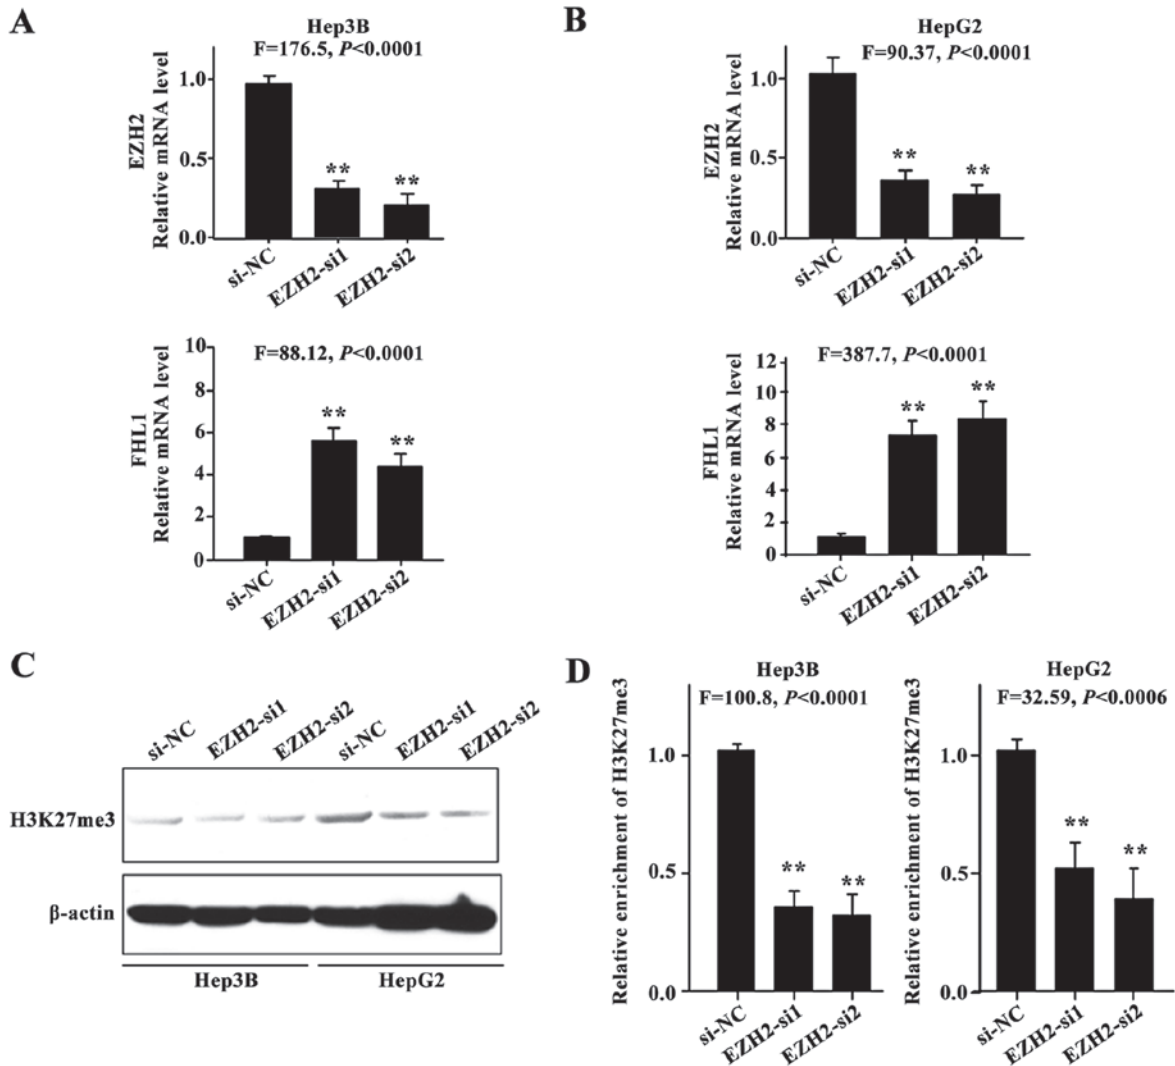 A
Hep3B
F=176.5, P<0.0001
EZH2
Relative mRNA level
1.0
0.5
0.0
**
**
si-NC
EZH2-si1
EZH2-si2
F=88.12, P<0.0001
FHL1
Relative mRNA level
10
8
6
4
2
0
**
**
si-NC
EZH2-si1
EZH2-si2
B
HepG2
F=90.37, P<0.0001
EZH2
Relative mRNA level
1.0
0.5
0.0
**
**
si-NC
EZH2-si1
EZH2-si2
F=387.7, P<0.0001
FHL1
Relative mRNA level
12
10
8
6
4
2
0
**
**
si-NC
EZH2-si1
EZH2-si2
C
si-NC
EZH2-si1
EZH2-si2
si-NC
EZH2-si1
EZH2-si2
H3K27me3
β-actin
Hep3B
HepG2
D
Hep3B
F=100.8, P<0.0001
Relative enrichment of H3K27me3
1.0
0.5
0.0
**
**
si-NC
EZH2-si1
EZH2-si2
HepG2
F=32.59, P<0.0006
Relative enrichment of H3K27me3
1.0
0.5
0.0
**
**
si-NC
EZH2-si1
EZH2-si2